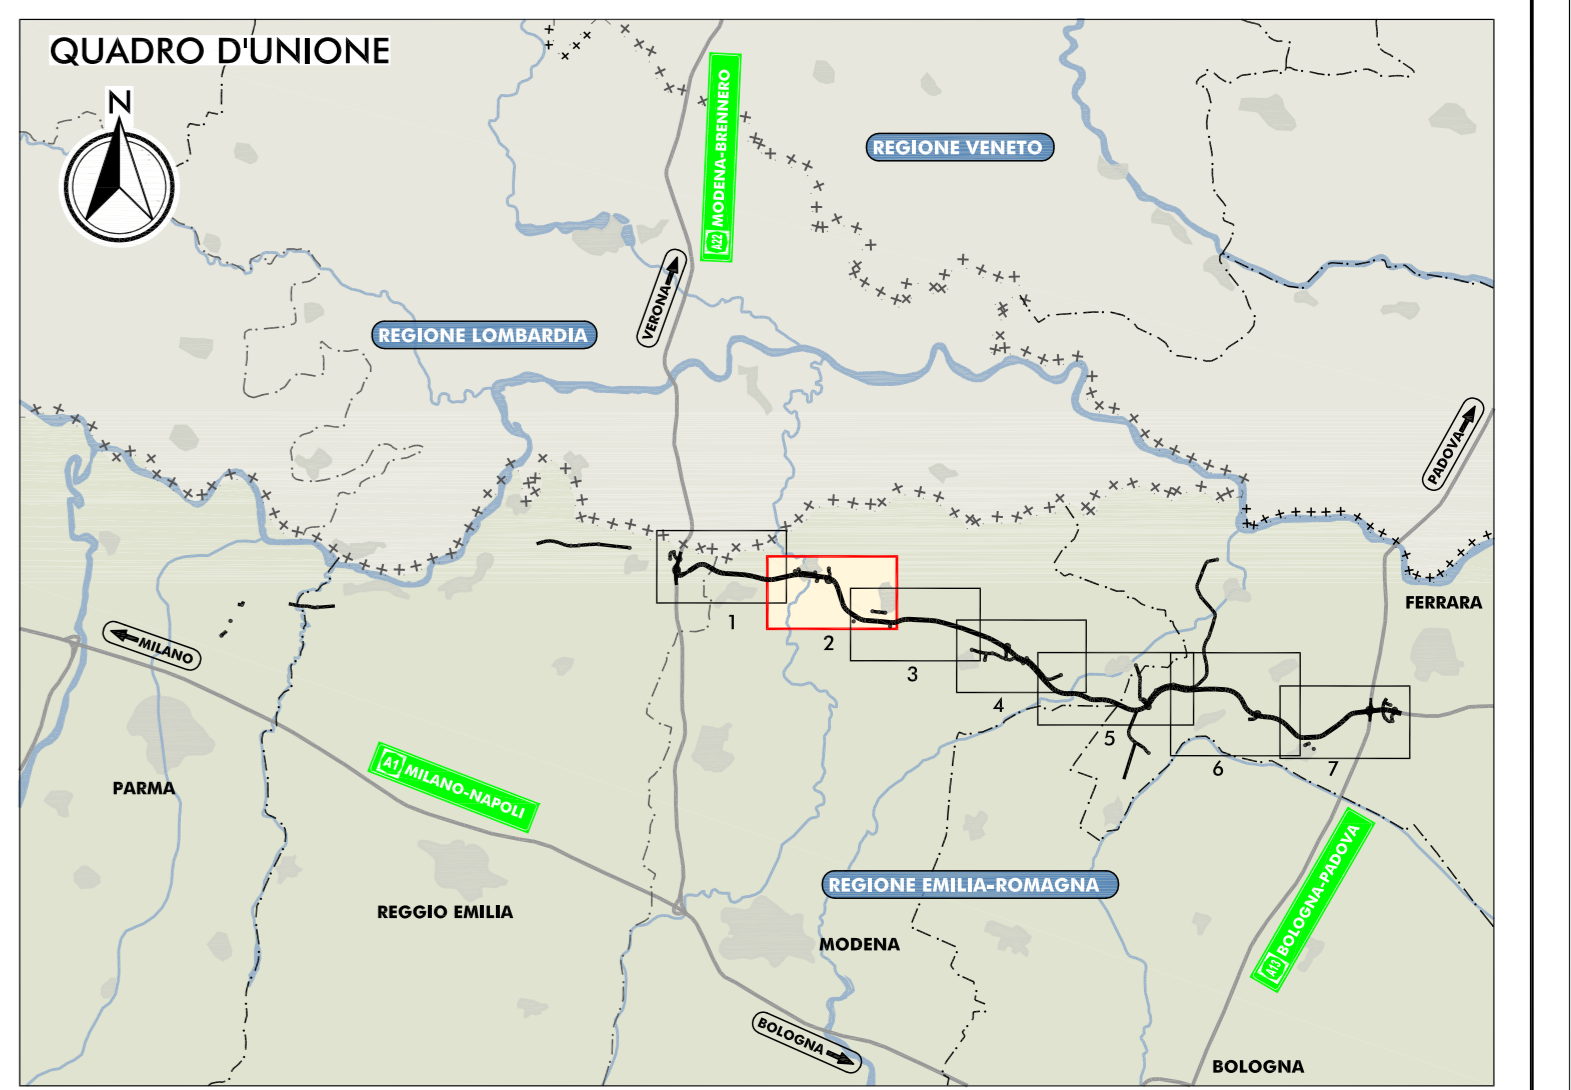 QUADRO D'UNIONE
N
A22 MODENA-BRENNERO
REGIONE VENETO
VERONA
REGIONE LOMBARDIA
PADOVA
FERRARA
1
2
3
4
5
6
7
MILANO
PARMA
A1 MILANO-NAPOLI
REGGIO EMILIA
REGIONE EMILIA-ROMAGNA
MODENA
A13 BOLOGNA-PADOVA
BOLOGNA
BOLOGNA